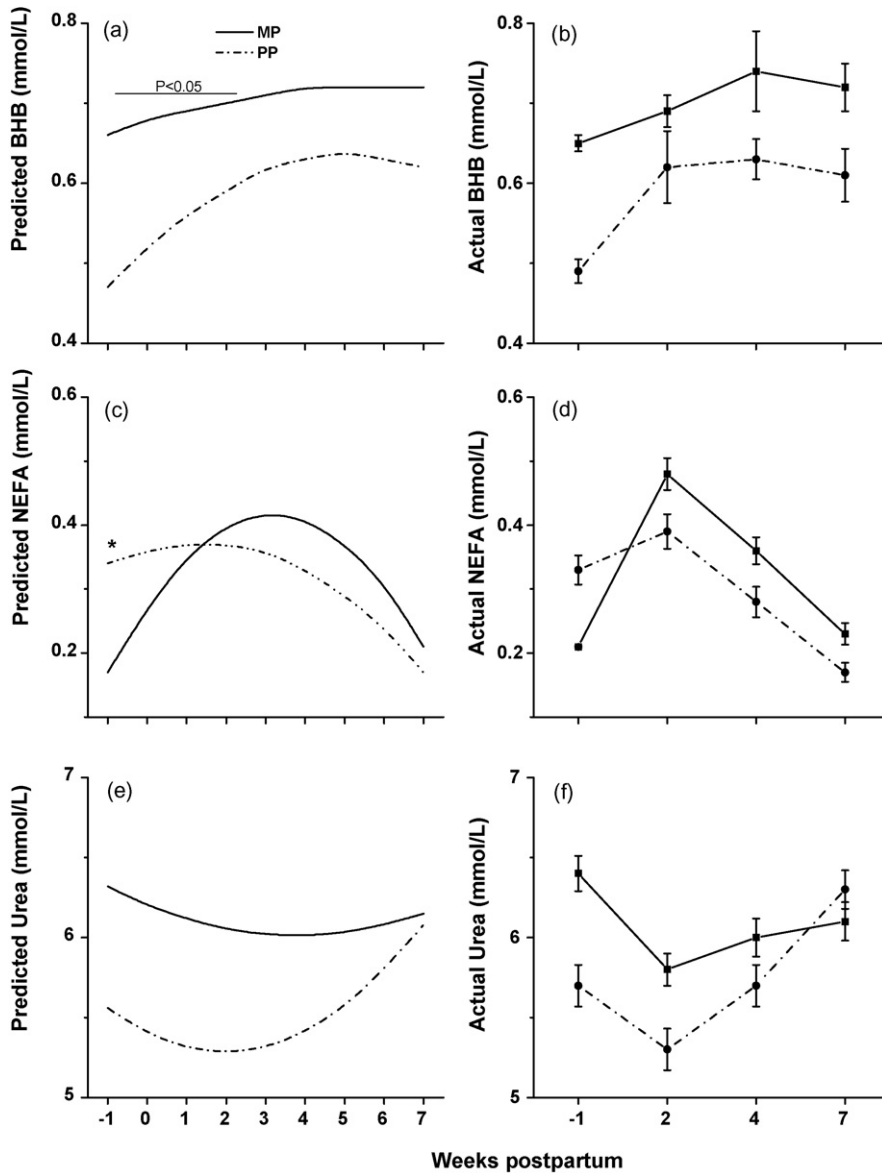 (a)
MP
PP
P<0.05
Predicted BHB (mmol/L)
0.8
0.6
0.4
(b)
Actual BHB (mmol/L)
0.8
0.6
0.4
(c)
*
Predicted NEFA (mmol/L)
0.6
0.4
0.2
(d)
Actual NEFA (mmol/L)
0.6
0.4
0.2
(e)
Predicted Urea (mmol/L)
7
6
5
-1 0 1 2 3 4 5 6 7
(f)
Actual Urea (mmol/L)
7
6
5
-1 2 4 7
Weeks postpartum